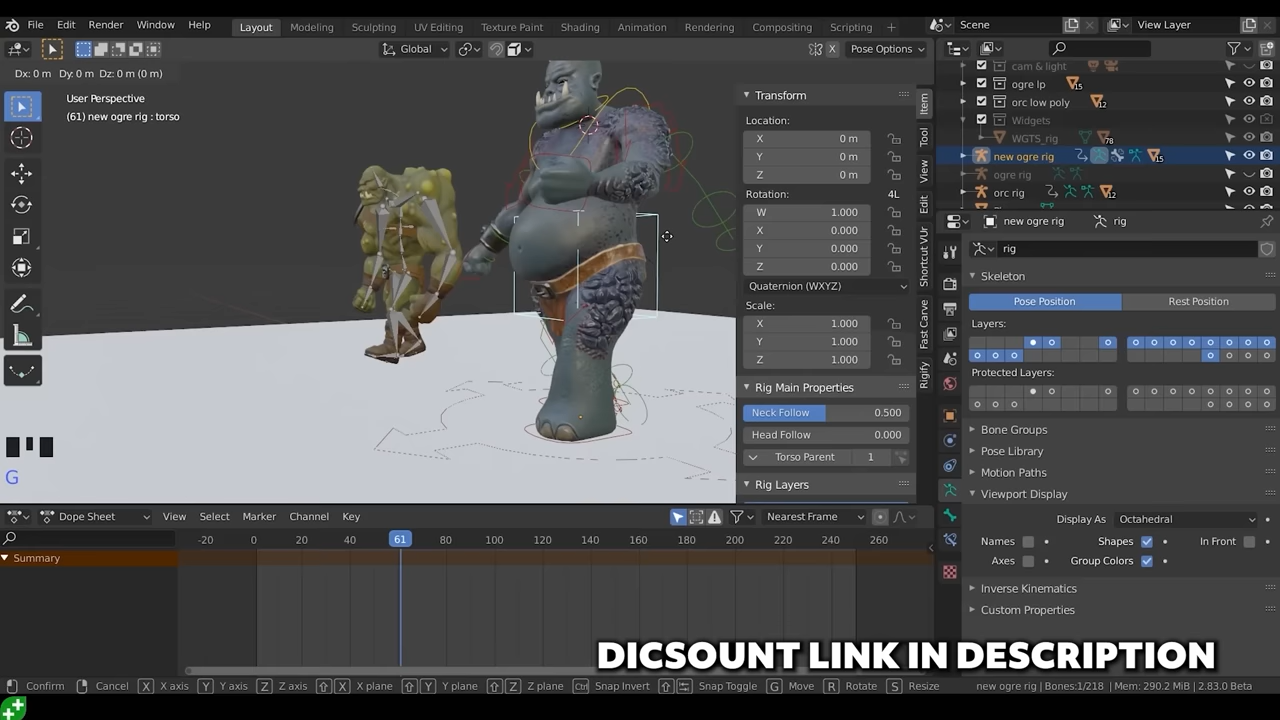 File Edit Render Window Help Layout Modeling Sculpting UV Editing Texture Paint Shading Animation Rendering Compositing Scripting + Scene View Layer
Global X Pose Options
Dx: 0 m Dy: 0 m Dz: 0 m (0 m)
User Perspective
(61) new ogre rig : torso
Transform
Location:
X 0 m
Y 0 m
Z 0 m
Rotation: 4L
W 1.000
X 0.000
Y 0.000
Z 0.000
Quaternion (WXYZ)
Scale:
X 1.000
Y 1.000
Z 1.000
Rig Main Properties
Neck Follow 0.500
Head Follow 0.000
Torso Parent 1
Rig Layers
Item
Tool
View
Edit
Shortcut VUr
Fast Carve
Rigify
cam & light
ogre lp 15
orc low poly 12
Widgets
WGTS_rig 78
new ogre rig 15
ogre rig
orc rig 12
new ogre rig rig
rig
Skeleton
Pose Position Rest Position
Layers:
Protected Layers:
Bone Groups
Pose Library
Motion Paths
Viewport Display
Display As Octahedral
Names Shapes In Front
Axes Group Colors
Inverse Kinematics
Custom Properties
G
Dope Sheet View Select Marker Channel Key Nearest Frame
-20 0 20 40 61 80 100 120 140 160 180 200 220 240 260
Summary
DICSOUNT LINK IN DESCRIPTION
Confirm Cancel X X axis Y Y axis Z Z axis X X plane Y Y plane Z Z plane Ctrl Snap Invert Snap Toggle G Move R Rotate S Resize new ogre rig | Bones:1/218 | Mem: 290.2 MiB | 2.83.0 Beta